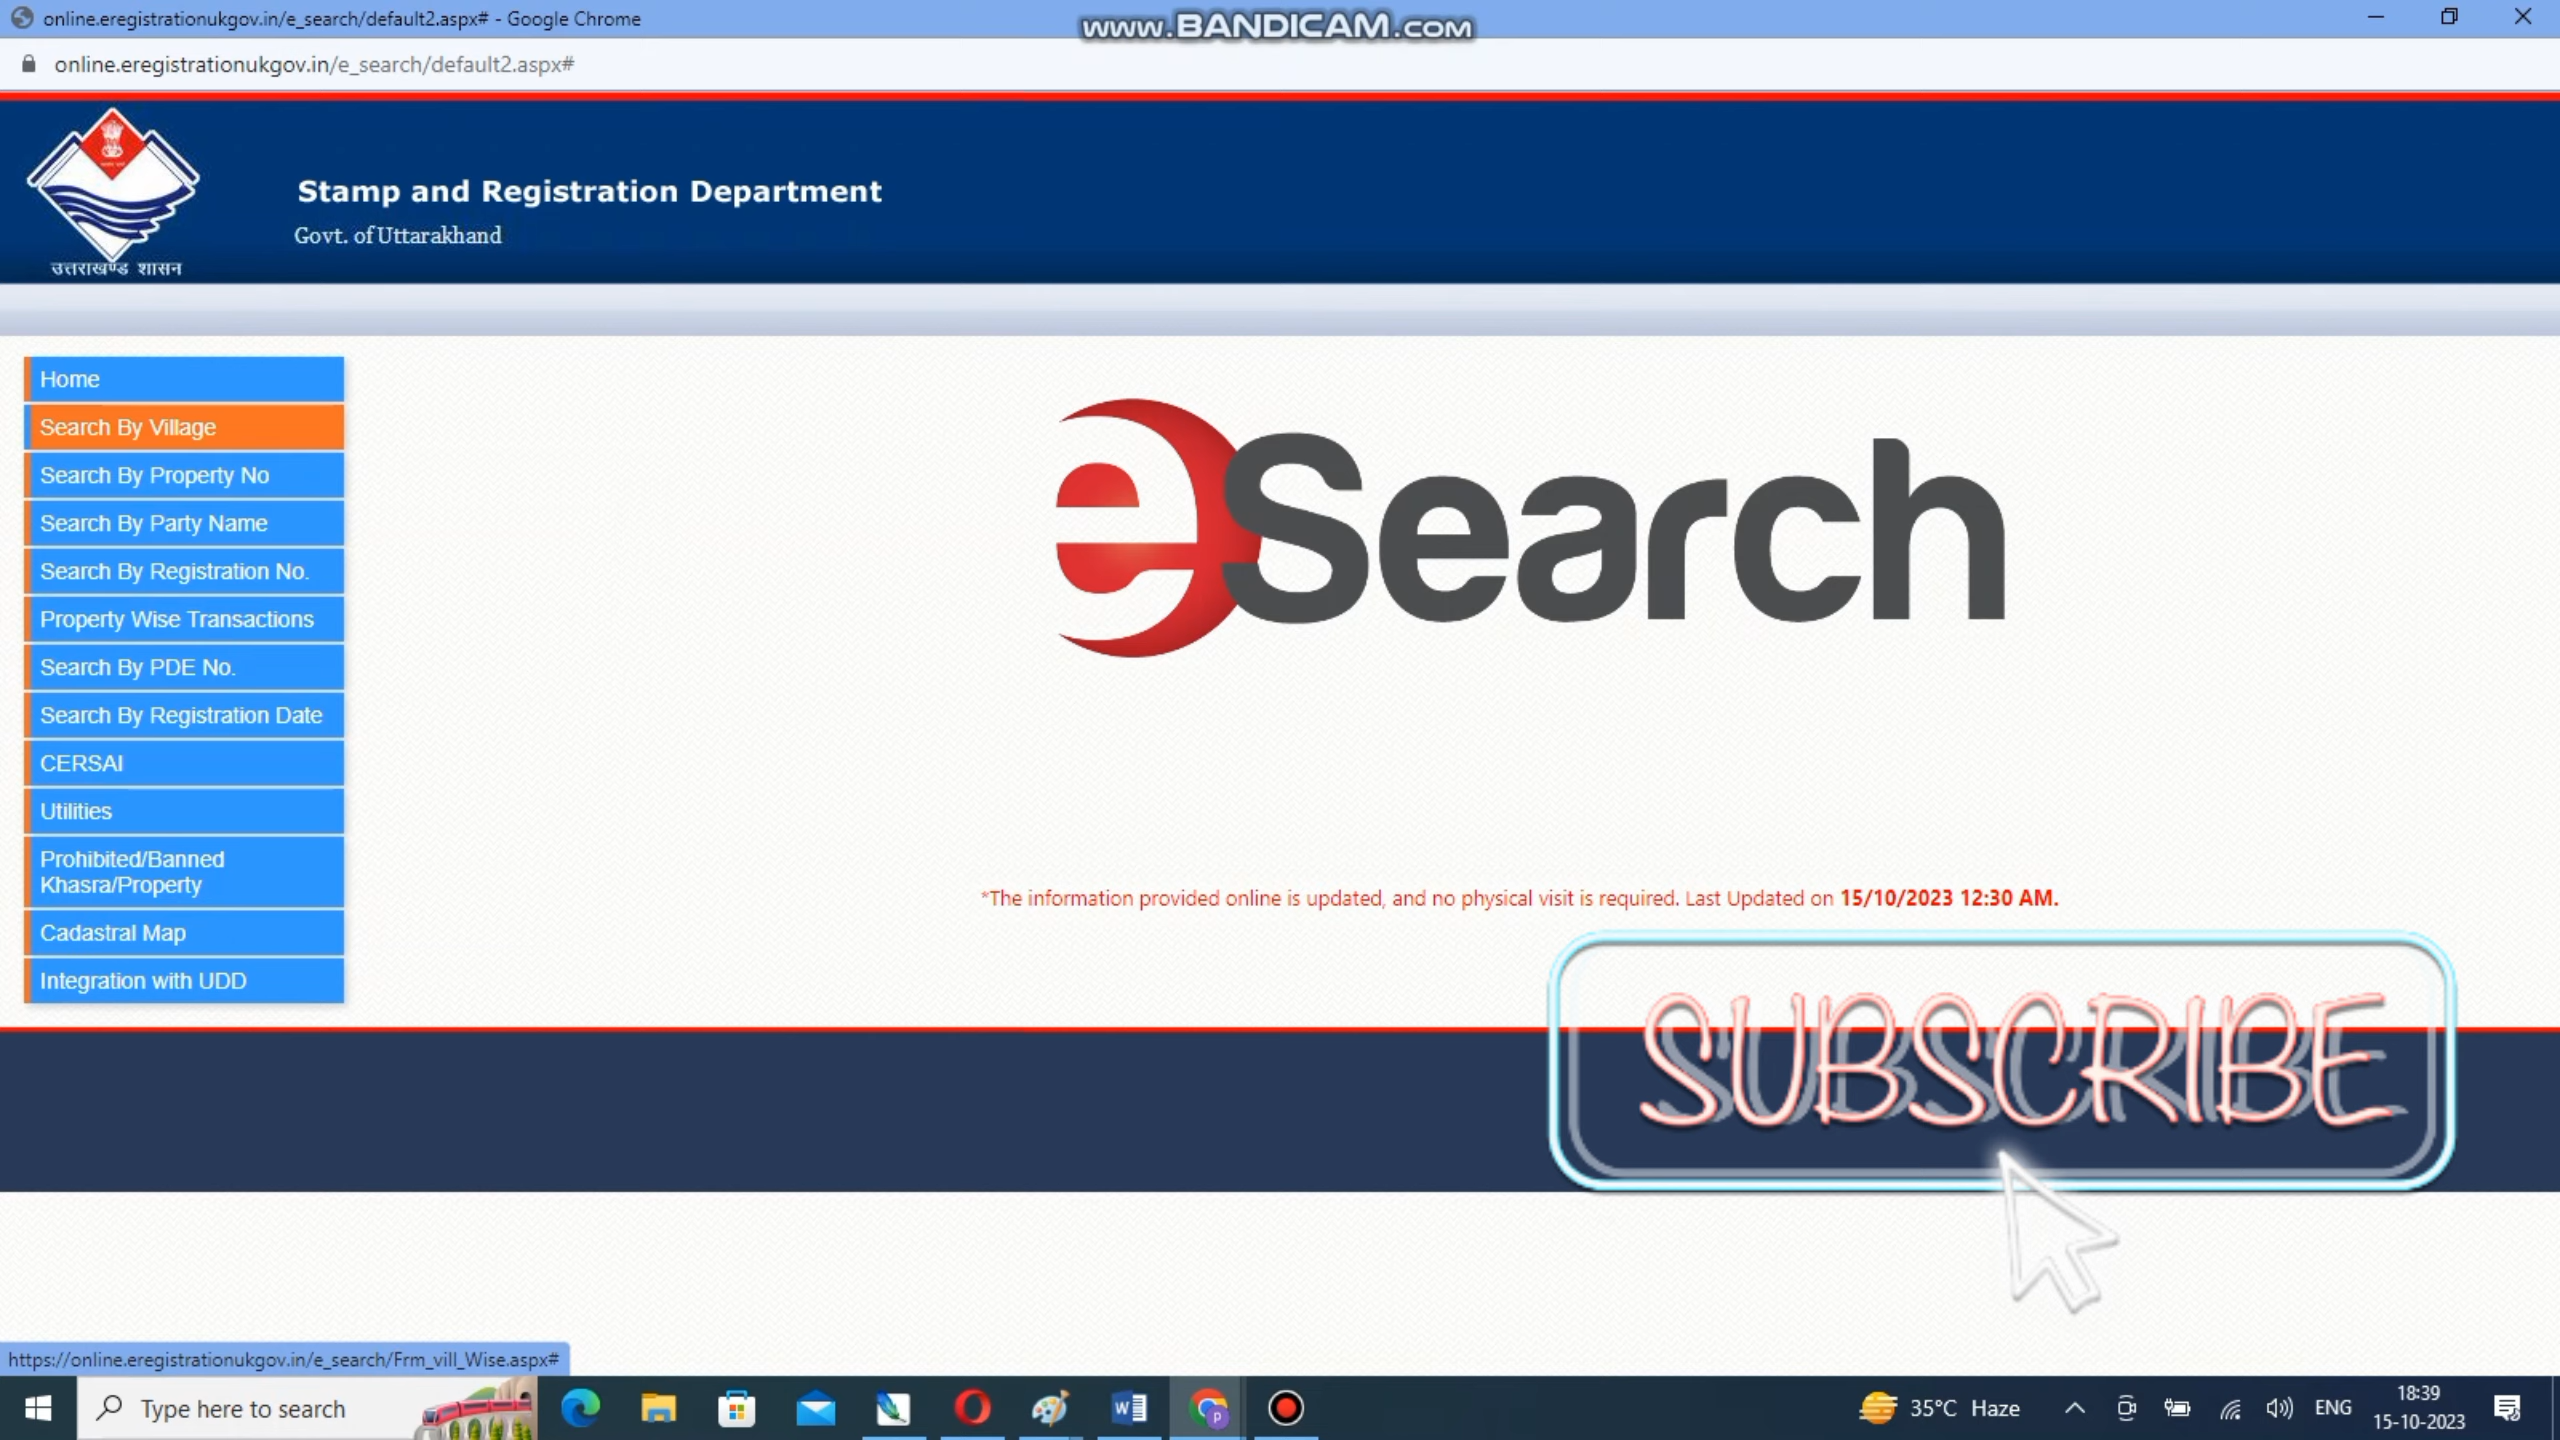 online.eregistrationukgov.in/e_search/default2.aspx# - Google Chrome
www.BANDICAM.com
online.eregistrationukgov.in/e_search/default2.aspx#
Stamp and Registration Department
Govt. of Uttarakhand
उत्तराखण्ड शासन
Home
Search By Village
Search By Property No
Search By Party Name
Search By Registration No.
Property Wise Transactions
Search By PDE No.
Search By Registration Date
CERSAI
Utilities
Prohibited/Banned
Khasra/Property
Cadastral Map
Integration with UDD
eSearch
*The information provided online is updated, and no physical visit is required. Last Updated on 15/10/2023 12:30 AM.
SUBSCRIBE
https://online.eregistrationukgov.in/e_search/Frm_vill_Wise.aspx#
Type here to search
35°C Haze
ENG
18:39
15-10-2023